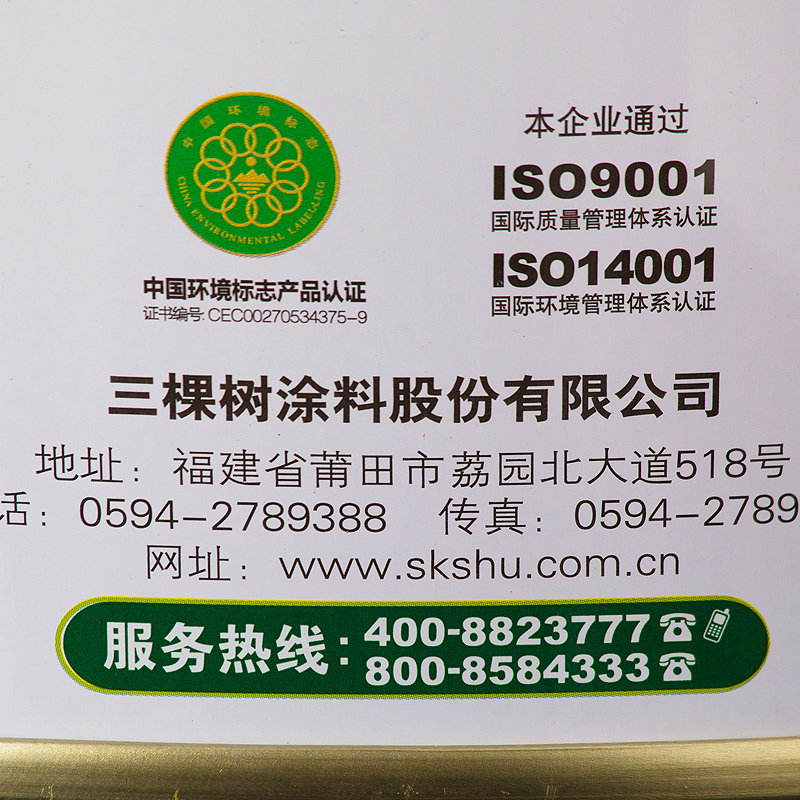 中国环境标志
CHINA ENVIRONMENTAL LABELLING
中国环境标志产品认证
证书编号: CEC00270534375-9
本企业通过
ISO9001
国际质量管理体系认证
ISO14001
国际环境管理体系认证
三棵树涂料股份有限公司
地址：福建省莆田市荔园北大道518号
话：0594-2789388 传真：0594-2789
网址：www.skshu.com.cn
服务热线：400-8823777
800-8584333